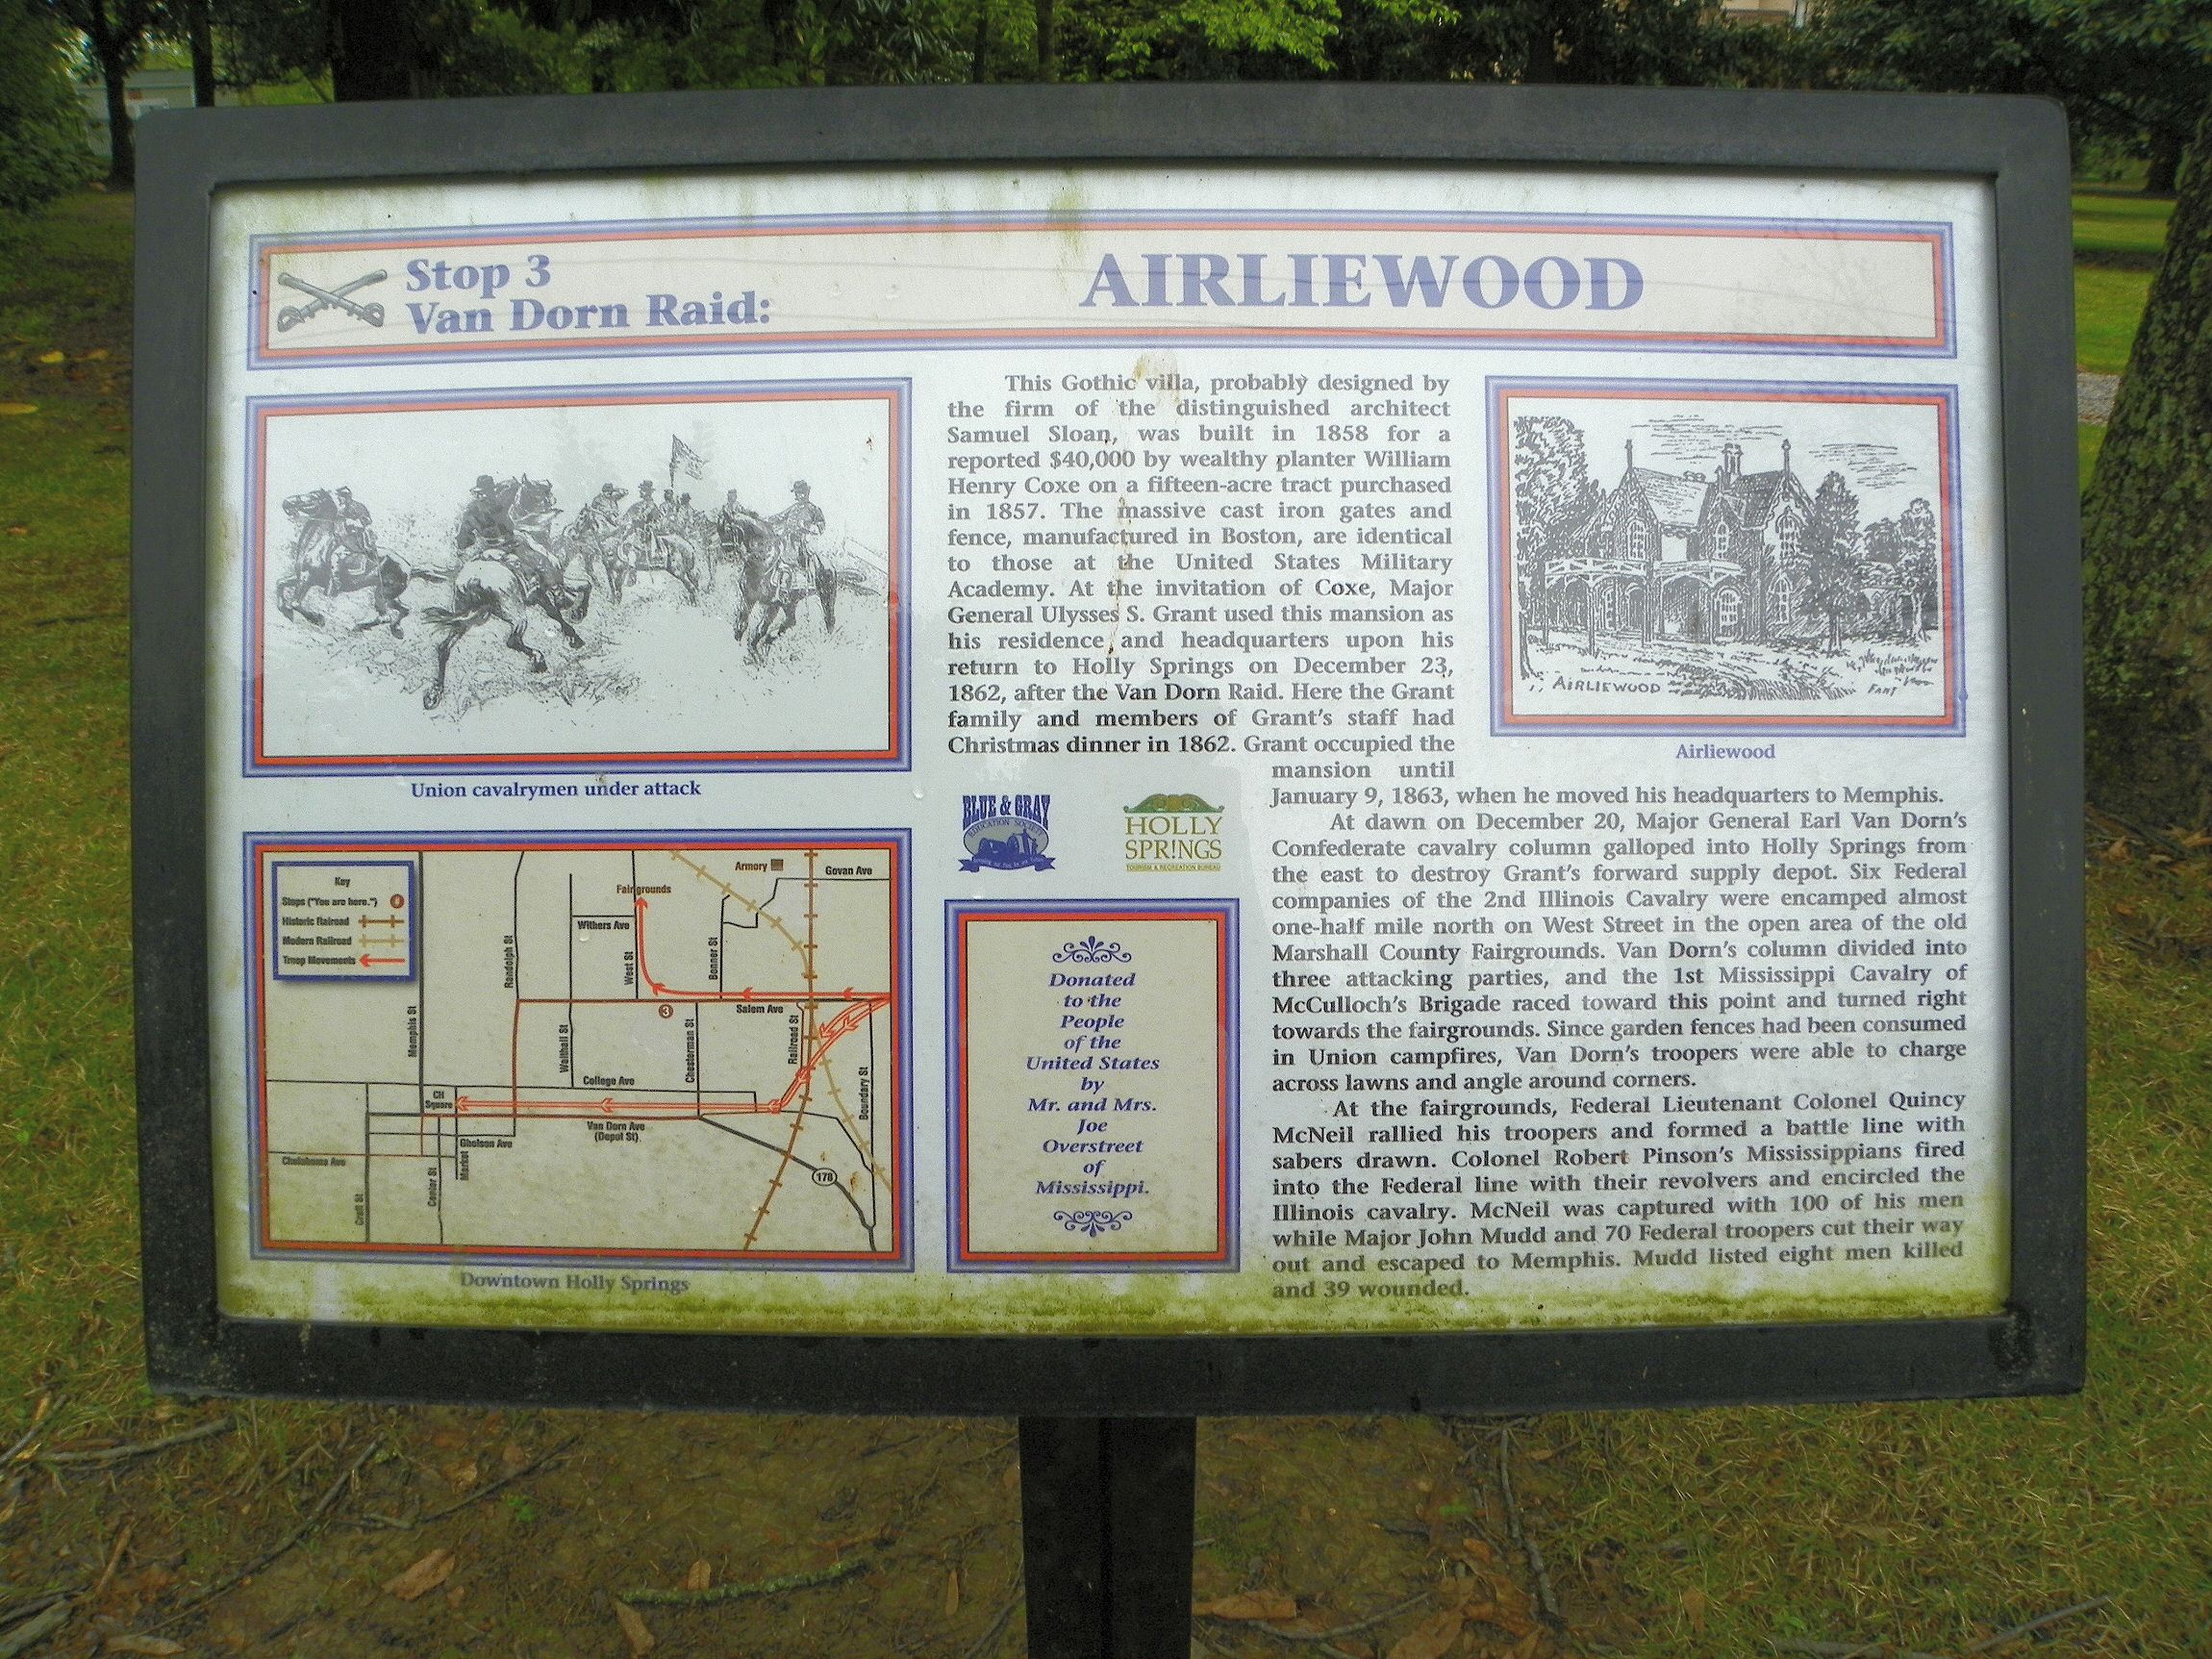 Stop 3
Van Dorn Raid:
AIRLIEWOOD
This Gothic villa, probably designed by
the firm of the distinguished architect
Samuel Sloan, was built in 1858 for a
reported $40,000 by wealthy planter William
Henry Coxe on a fifteen-acre tract purchased
in 1857. The massive cast iron gates and
fence, manufactured in Boston, are identical
to those at the United States Military
Academy. At the invitation of Coxe, Major
General Ulysses S. Grant used this mansion as
his residence and headquarters upon his
return to Holly Springs on December 23,
1862, after the Van Dorn Raid. Here the Grant
family and members of Grant's staff had
Christmas dinner in 1862. Grant occupied the
mansion until
January 9, 1863, when he moved his headquarters to Memphis.
At dawn on December 20, Major General Earl Van Dorn's
Confederate cavalry column galloped into Holly Springs from
the east to destroy Grant's forward supply depot. Six Federal
companies of the 2nd Illinois Cavalry were encamped almost
one-half mile north on West Street in the open area of the old
Marshall County Fairgrounds. Van Dorn's column divided into
three attacking parties, and the 1st Mississippi Cavalry of
McCulloch's Brigade raced toward this point and turned right
towards the fairgrounds. Since garden fences had been consumed
in Union campfires, Van Dorn's troopers were able to charge
across lawns and angle around corners.
At the fairgrounds, Federal Lieutenant Colonel Quincy
McNeil rallied his troopers and formed a battle line with
sabers drawn. Colonel Robert Pinson's Mississippians fired
into the Federal line with their revolvers and encircled the
Illinois cavalry. McNeil was captured with 100 of his men
while Major John Mudd and 70 Federal troopers cut their way
out and escaped to Memphis. Mudd listed eight men killed
and 39 wounded.
AIRLIEWOOD
FANT
Airliewood
Union cavalrymen under attack
BLUE & GRAY
EDUCATION SOCIETY
HOLLY
SPR!NGS
TOURISM & RECREATION BUREAU
Donated
to the
People
of the
United States
by
Mr. and Mrs.
Joe
Overstreet
of
Mississippi.
Key
Stops ("You are here.")
Historic Railroad
Modern Railroad
Troop Movements
Armory
Govan Ave
Fairgrounds
Withers Ave
Randolph St
West St
Bonner St
Salem Ave
3
Memphis St
Walthall St
Chesterman St
Railroad St
Boundary St
College Ave
CH
Square
Van Dorn Ave
(Depot St)
Gholson Ave
Chulahoma Ave
Market
Center St
Craft St
178
Downtown Holly Springs